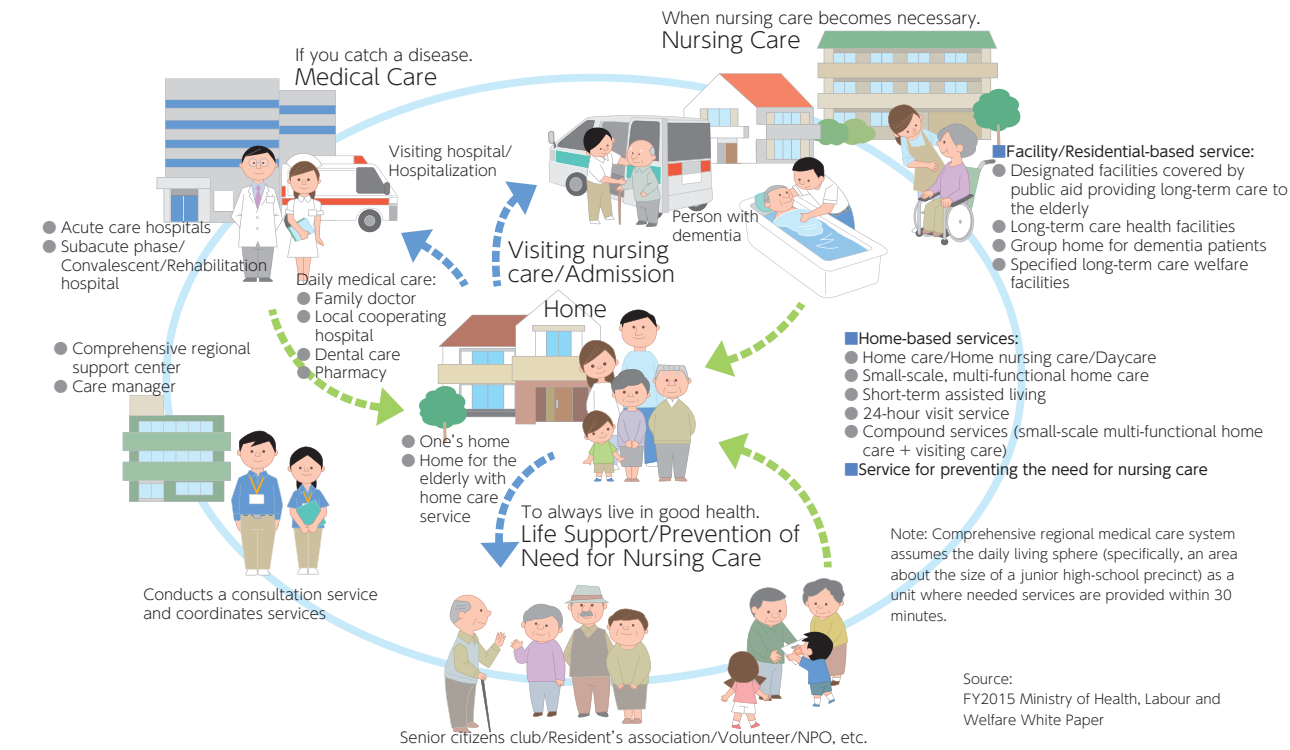 When nursing care becomes necessary.
Nursing Care
If you catch a disease.
Medical Care
Visiting hospital/
Hospitalization
● Acute care hospitals
● Subacute phase/
Convalescent/Rehabilitation
hospital
Daily medical care:
● Family doctor
● Local cooperating
hospital
● Dental care
● Pharmacy
Visiting nursing
care/Admission
Person with
dementia
■Facility/Residential-based service:
● Designated facilities covered by
public aid providing long-term care to
the elderly
● Long-term care health facilities
● Group home for dementia patients
● Specified long-term care welfare
facilities
Home
● Comprehensive regional
support center
● Care manager
■Home-based services:
● Home care/Home nursing care/Daycare
● Small-scale, multi-functional home care
● Short-term assisted living
● 24-hour visit service
● Compound services (small-scale multi-functional home
care + visiting care)
■Service for preventing the need for nursing care
● One's home
● Home for the
elderly with
home care
service
To always live in good health.
Life Support/Prevention of
Need for Nursing Care
Conducts a consultation service
and coordinates services
Note: Comprehensive regional medical care system
assumes the daily living sphere (specifically, an area
about the size of a junior high-school precinct) as a
unit where needed services are provided within 30
minutes.
Source:
FY2015 Ministry of Health, Labour and
Welfare White Paper
Senior citizens club/Resident's association/Volunteer/NPO, etc.